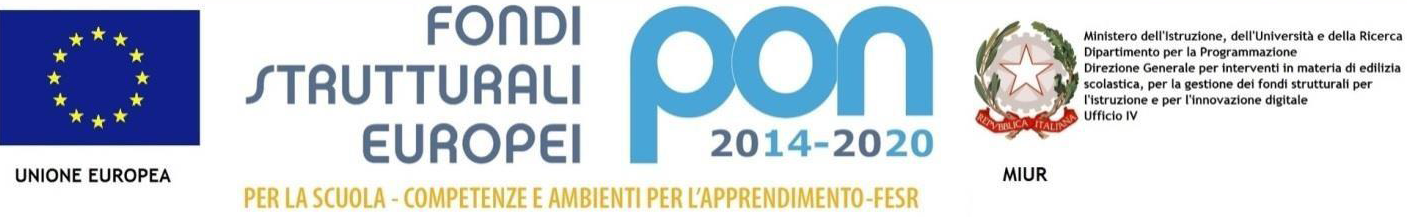 UNIONE EUROPEA
FONDI
STRUTTURALI
EUROPEI
pon
2014-2020
PER LA SCUOLA - COMPETENZE E AMBIENTI PER L'APPRENDIMENTO-FESR
REPVBBLICA ITALIANA
MIUR
Ministero dell'Istruzione, dell'Università e della Ricerca
Dipartimento per la Programmazione
Direzione Generale per interventi in materia di edilizia
scolastica, per la gestione dei fondi strutturali per
l'istruzione e per l'innovazione digitale
Ufficio IV